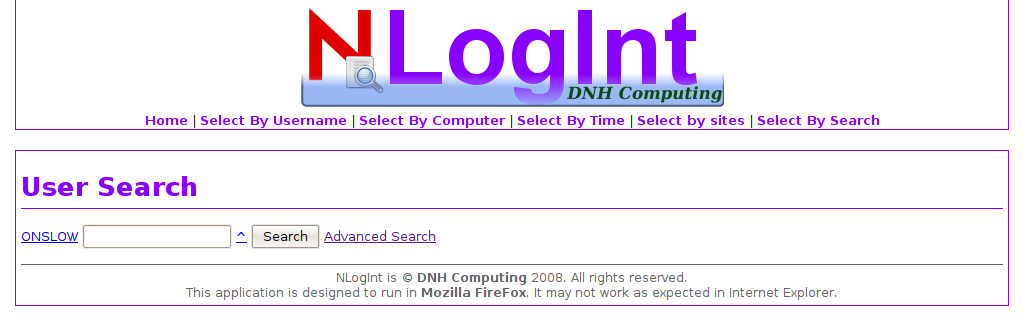 NLogInt
DNH Computing
Home | Select By Username | Select By Computer | Select By Time | Select by sites | Select By Search
User Search
ONSLOW ^ Search Advanced Search
NLogInt is © DNH Computing 2008. All rights reserved.
This application is designed to run in Mozilla FireFox. It may not work as expected in Internet Explorer.